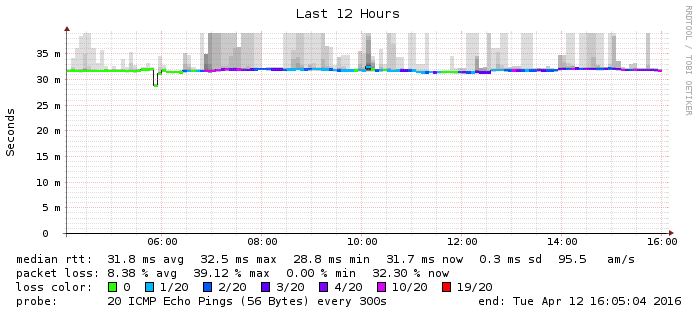 Last 12 Hours
RRDTOOL / TOBI OETIKER
Seconds
35 m
30 m
25 m
20 m
15 m
10 m
5 m
0
06:00 08:00 10:00 12:00 14:00 16:00
median rtt: 31.8 ms avg 32.5 ms max 28.8 ms min 31.7 ms now 0.3 ms sd 95.5 am/s
packet loss: 8.38 % avg 39.12 % max 0.00 % min 32.30 % now
loss color: 0 1/20 2/20 3/20 4/20 10/20 19/20
probe: 20 ICMP Echo Pings (56 Bytes) every 300s end: Tue Apr 12 16:05:04 2016